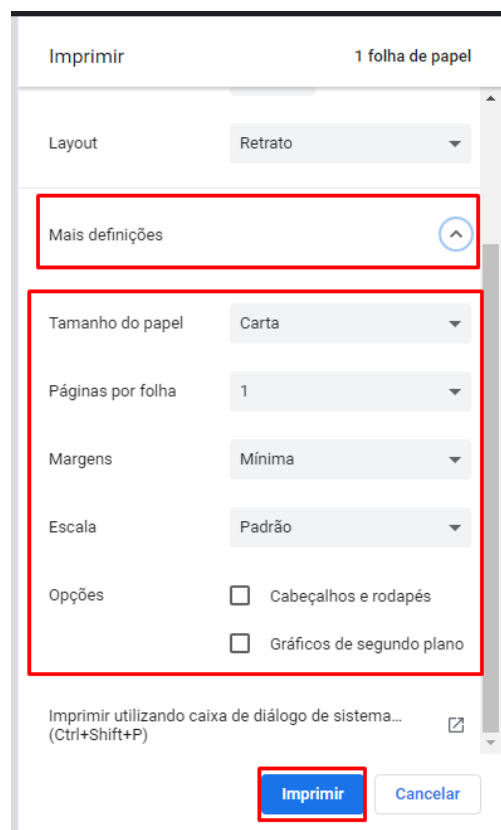 Imprimir 1 folha de papel
Layout Retrato
Mais definições
Tamanho do papel Carta
Páginas por folha 1
Margens Mínima
Escala Padrão
Opções Cabeçalhos e rodapés
Gráficos de segundo plano
Imprimir utilizando caixa de diálogo de sistema...
(Ctrl+Shift+P)
Imprimir Cancelar